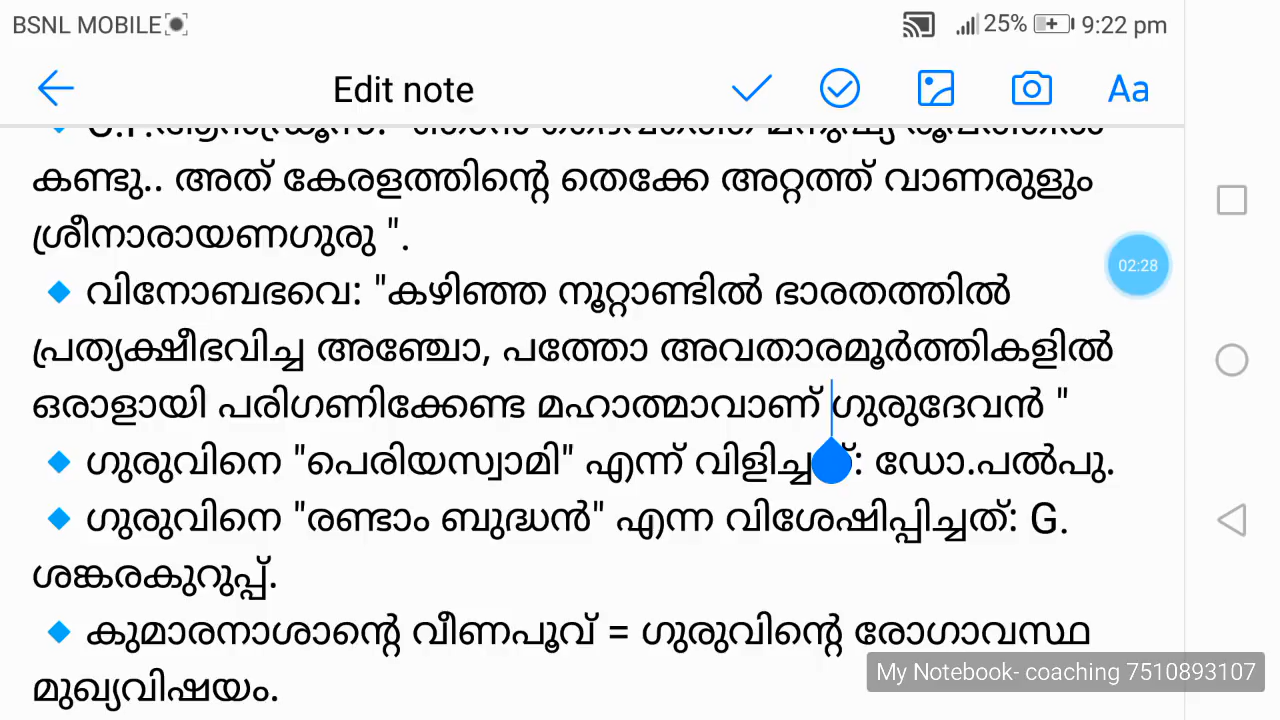 BSNL MOBILE 25% 9:22 pm
Edit note Aa
കണ്ടു.. അത് കേരളത്തിന്റെ തെക്കേ അറ്റത്ത് വാണരുളും
ശ്രീനാരായണഗുരു ".
02:28
🔹 വിനോബഭവെ: "കഴിഞ്ഞ നൂറ്റാണ്ടിൽ ഭാരതത്തിൽ
പ്രത്യക്ഷീഭവിച്ച അഞ്ചോ, പത്തോ അവതാരമൂർത്തികളിൽ
ഒരാളായി പരിഗണിക്കേണ്ട മഹാത്മാവാണ് ഗുരുദേവൻ "
🔹 ഗുരുവിനെ "പെരിയസ്വാമി" എന്ന് വിളിച്ചത്: ഡോ.പൽപു.
🔹 ഗുരുവിനെ "രണ്ടാം ബുദ്ധൻ" എന്ന വിശേഷിപ്പിച്ചത്: G.
ശങ്കരകുറുപ്പ്.
🔹 കുമാരനാശാന്റെ വീണപൂവ് = ഗുരുവിന്റെ രോഗാവസ്ഥ
മുഖ്യവിഷയം.
My Notebook- coaching 7510893107